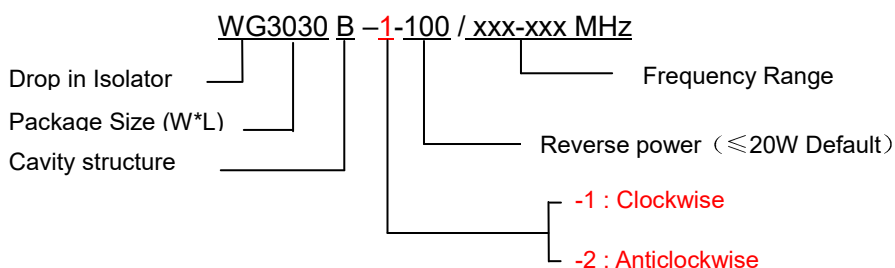 WG3030 B –1-100 / xxx-xxx MHz
Drop in Isolator
Frequency Range
Package Size (W*L)
Reverse power（≤20W Default）
Cavity structure
-1 : Clockwise
-2 : Anticlockwise